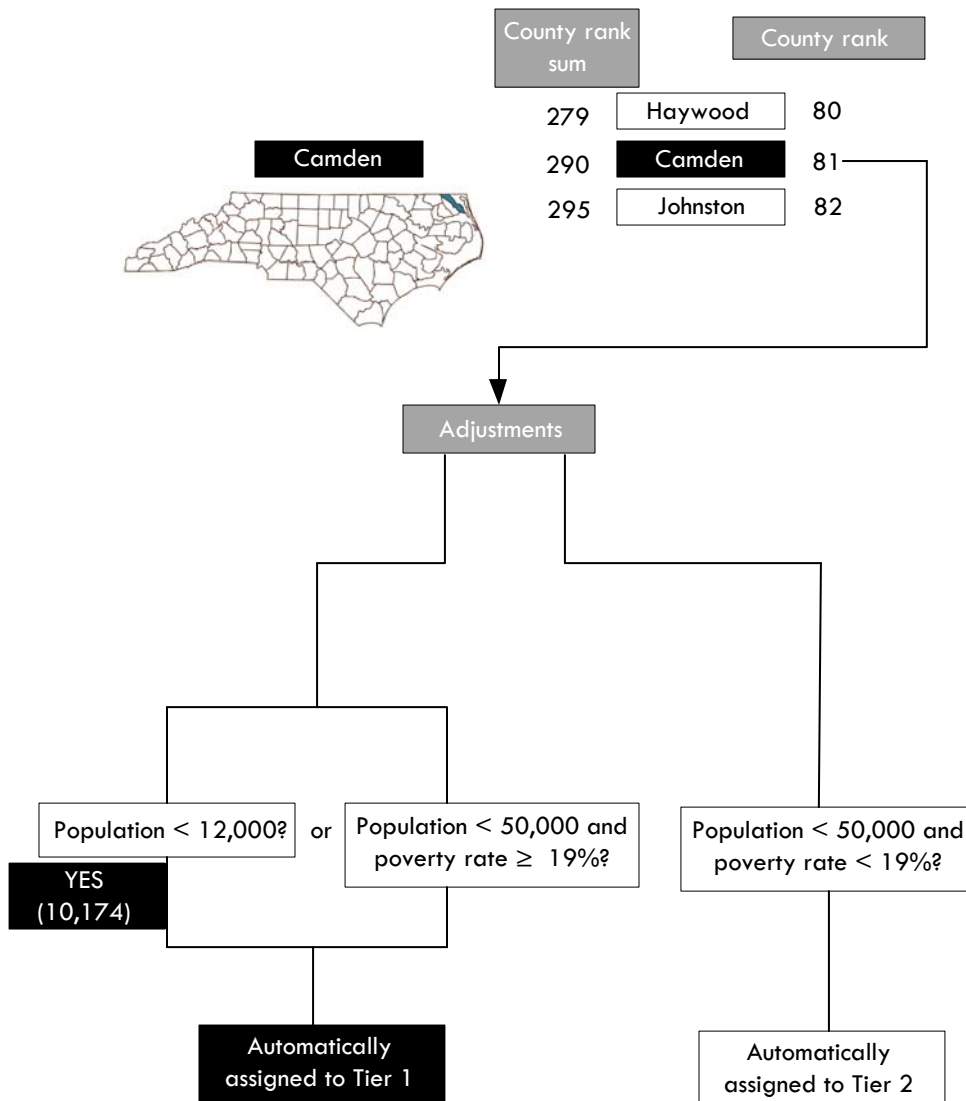 County rank
sum
County rank
279 Haywood 80
Camden
290 Camden 81
295 Johnston 82
Adjustments
Population < 12,000?
or
Population < 50,000 and
poverty rate ≥ 19%?
Population < 50,000 and
poverty rate < 19%?
YES
(10,174)
Automatically
assigned to Tier 1
Automatically
assigned to Tier 2